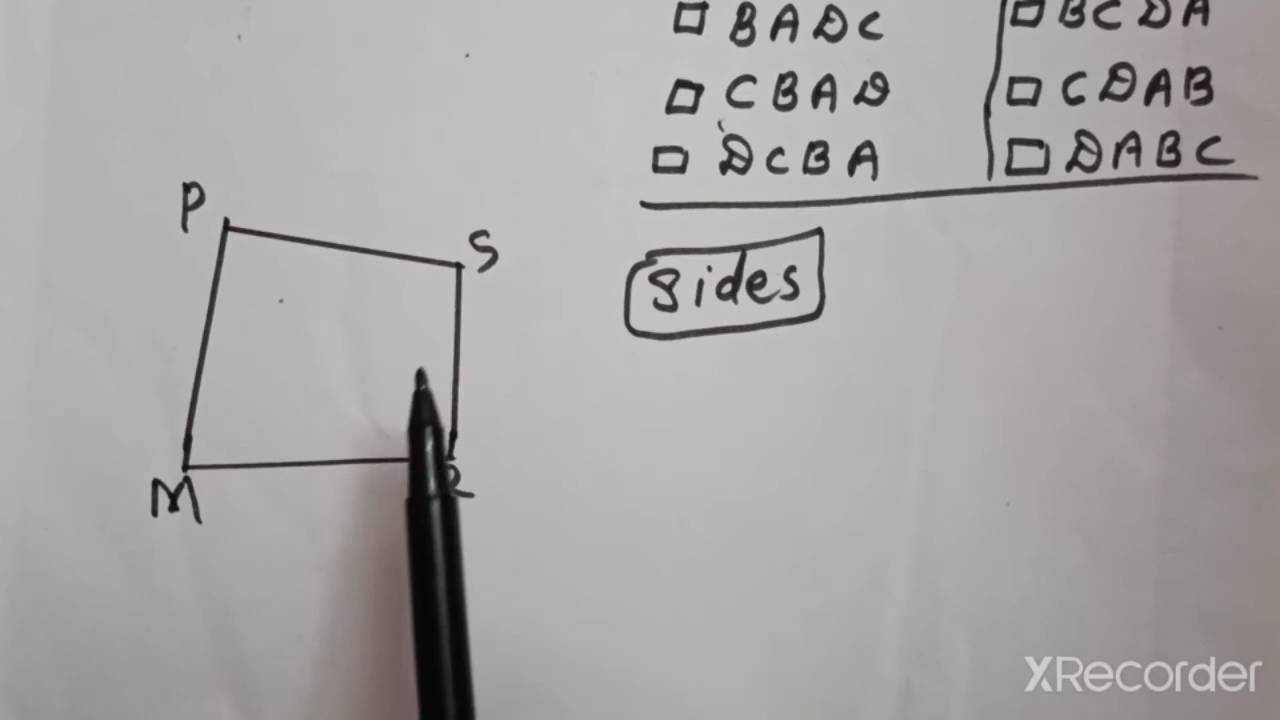 □ BADC
□ BCDA
□ CBAD
□ CDAB
□ DCBA
□ DABC
P
S
sides
M
XRecorder